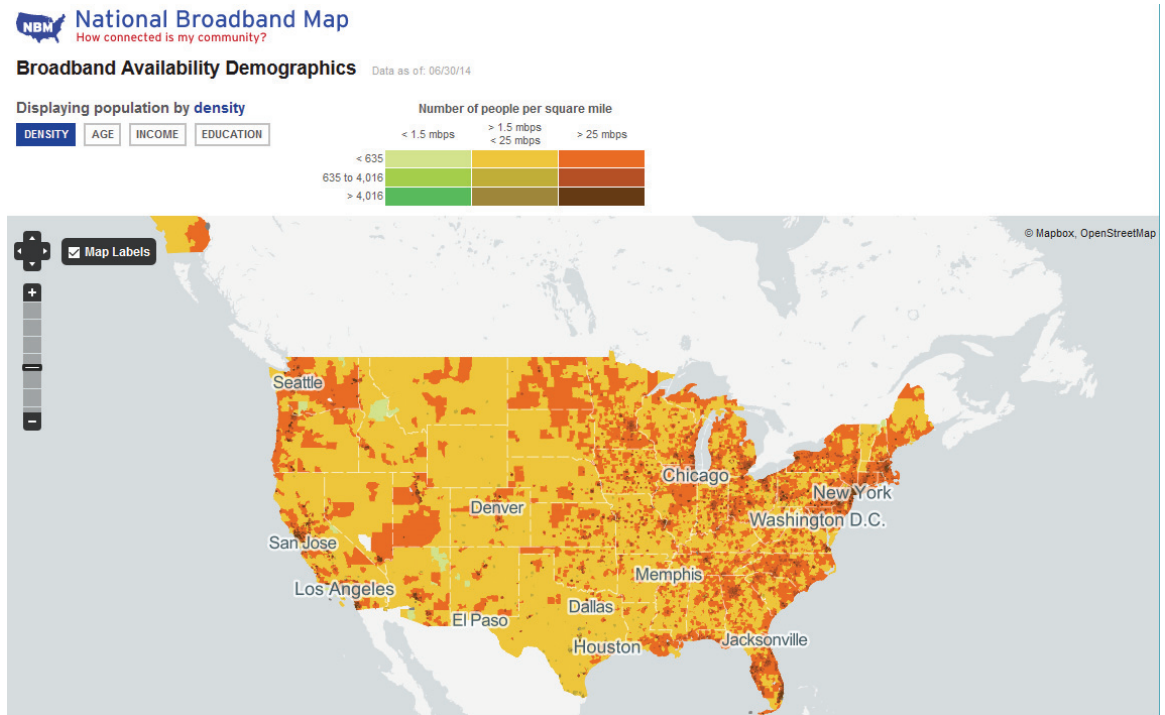 NBM
National Broadband Map
How connected is my community?
Broadband Availability Demographics Data as of: 06/30/14
Displaying population by density
DENSITY AGE INCOME EDUCATION
Number of people per square mile
< 1.5 mbps > 1.5 mbps < 25 mbps > 25 mbps
< 635
635 to 4,016
> 4,016
© Mapbox, OpenStreetMap
Map Labels
+
−
Seattle
Chicago
New York
Denver
Washington D.C.
San Jose
Memphis
Los Angeles
Dallas
El Paso
Jacksonville
Houston